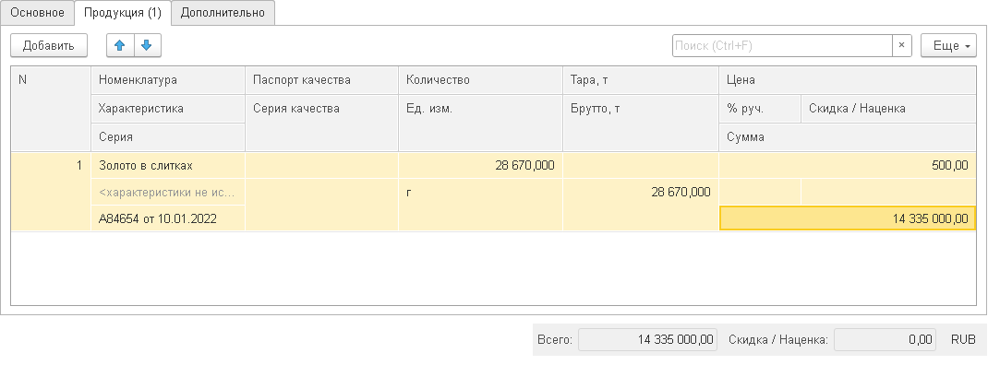 Основное Продукция (1) Дополнительно
Добавить Поиск (Ctrl+F) × Еще
N Номенклатура Паспорт качества Количество Тара, т Цена
Характеристика Серия качества Ед. изм. Брутто, т % руч. Скидка / Наценка
Серия Сумма
1 Золото в слитках 28 670,000 500,00
<характеристики не ис... г 28 670,000
А84654 от 10.01.2022 14 335 000,00
Всего: 14 335 000,00 Скидка / Наценка: 0,00 RUB